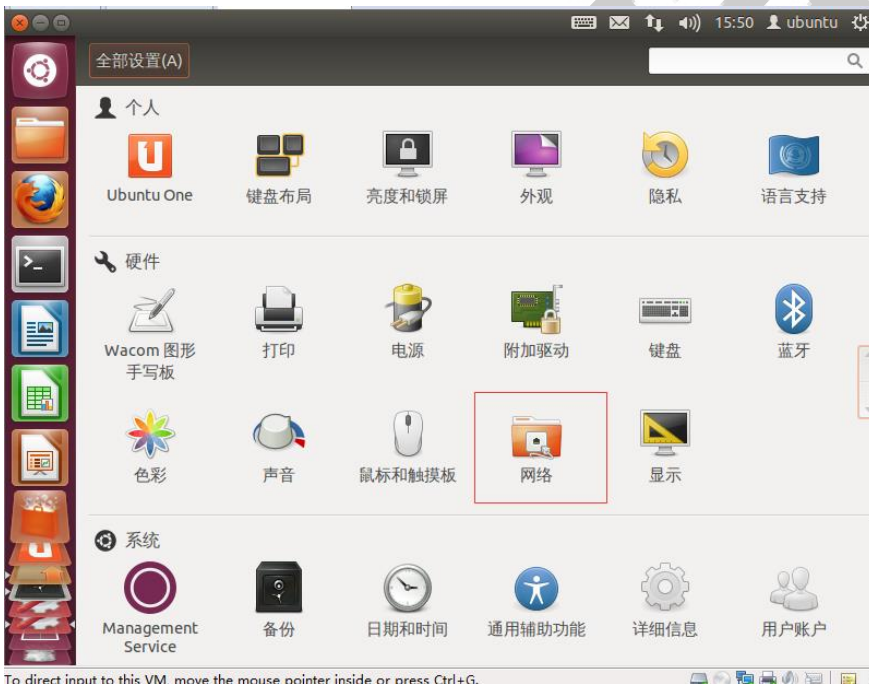 15:50 ubuntu
全部设置(A)
个人
Ubuntu One 键盘布局 亮度和锁屏 外观 隐私 语言支持
硬件
Wacom 图形 打印 电源 附加驱动 键盘 蓝牙
手写板
色彩 声音 鼠标和触摸板 网络 显示
系统
Management 备份 日期和时间 通用辅助功能 详细信息 用户账户
Service
To direct input to this VM, move the mouse pointer inside or press Ctrl+G.